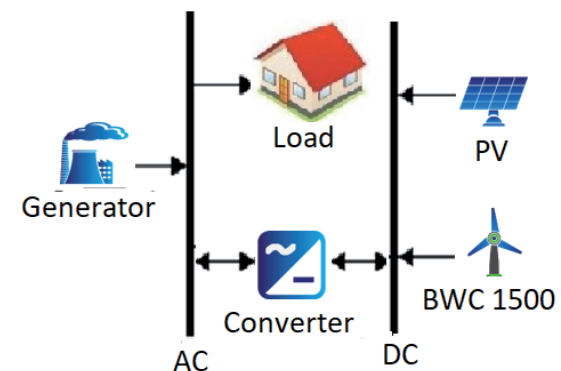 Load
PV
Generator
BWC 1500
Converter
AC
DC